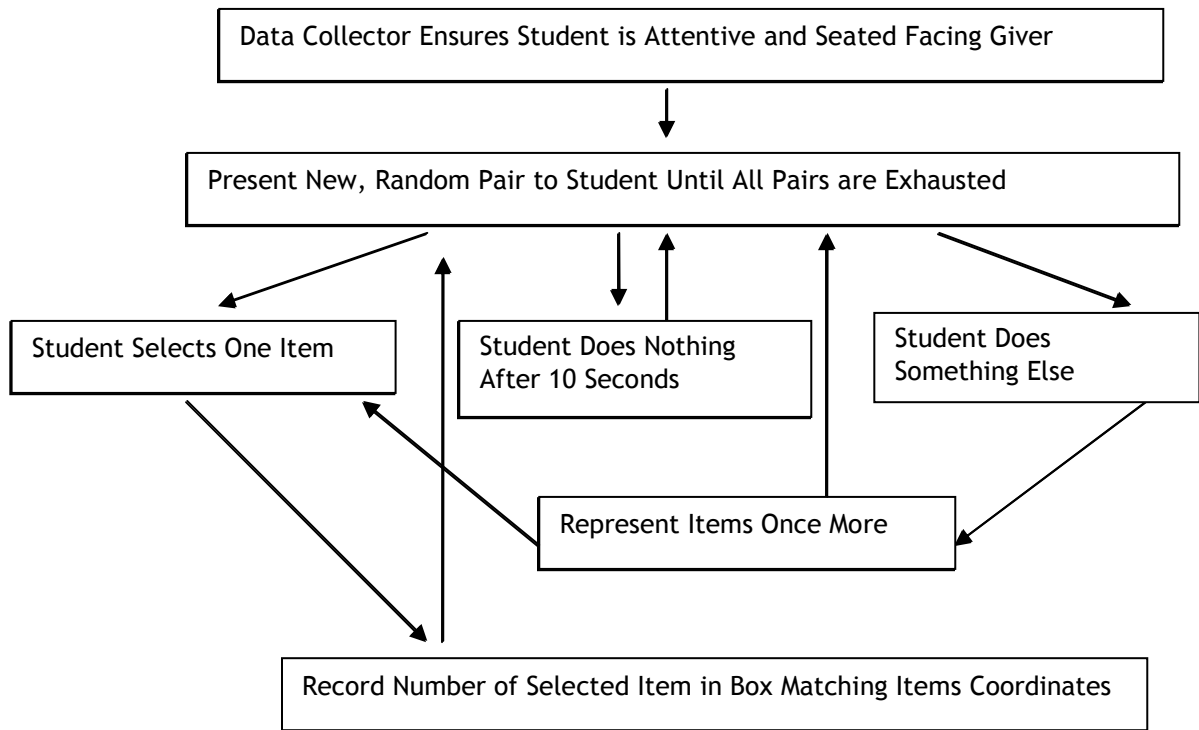 Data Collector Ensures Student is Attentive and Seated Facing Giver
Present New, Random Pair to Student Until All Pairs are Exhausted
Student Selects One Item
Student Does Nothing
After 10 Seconds
Student Does
Something Else
Represent Items Once More
Record Number of Selected Item in Box Matching Items Coordinates